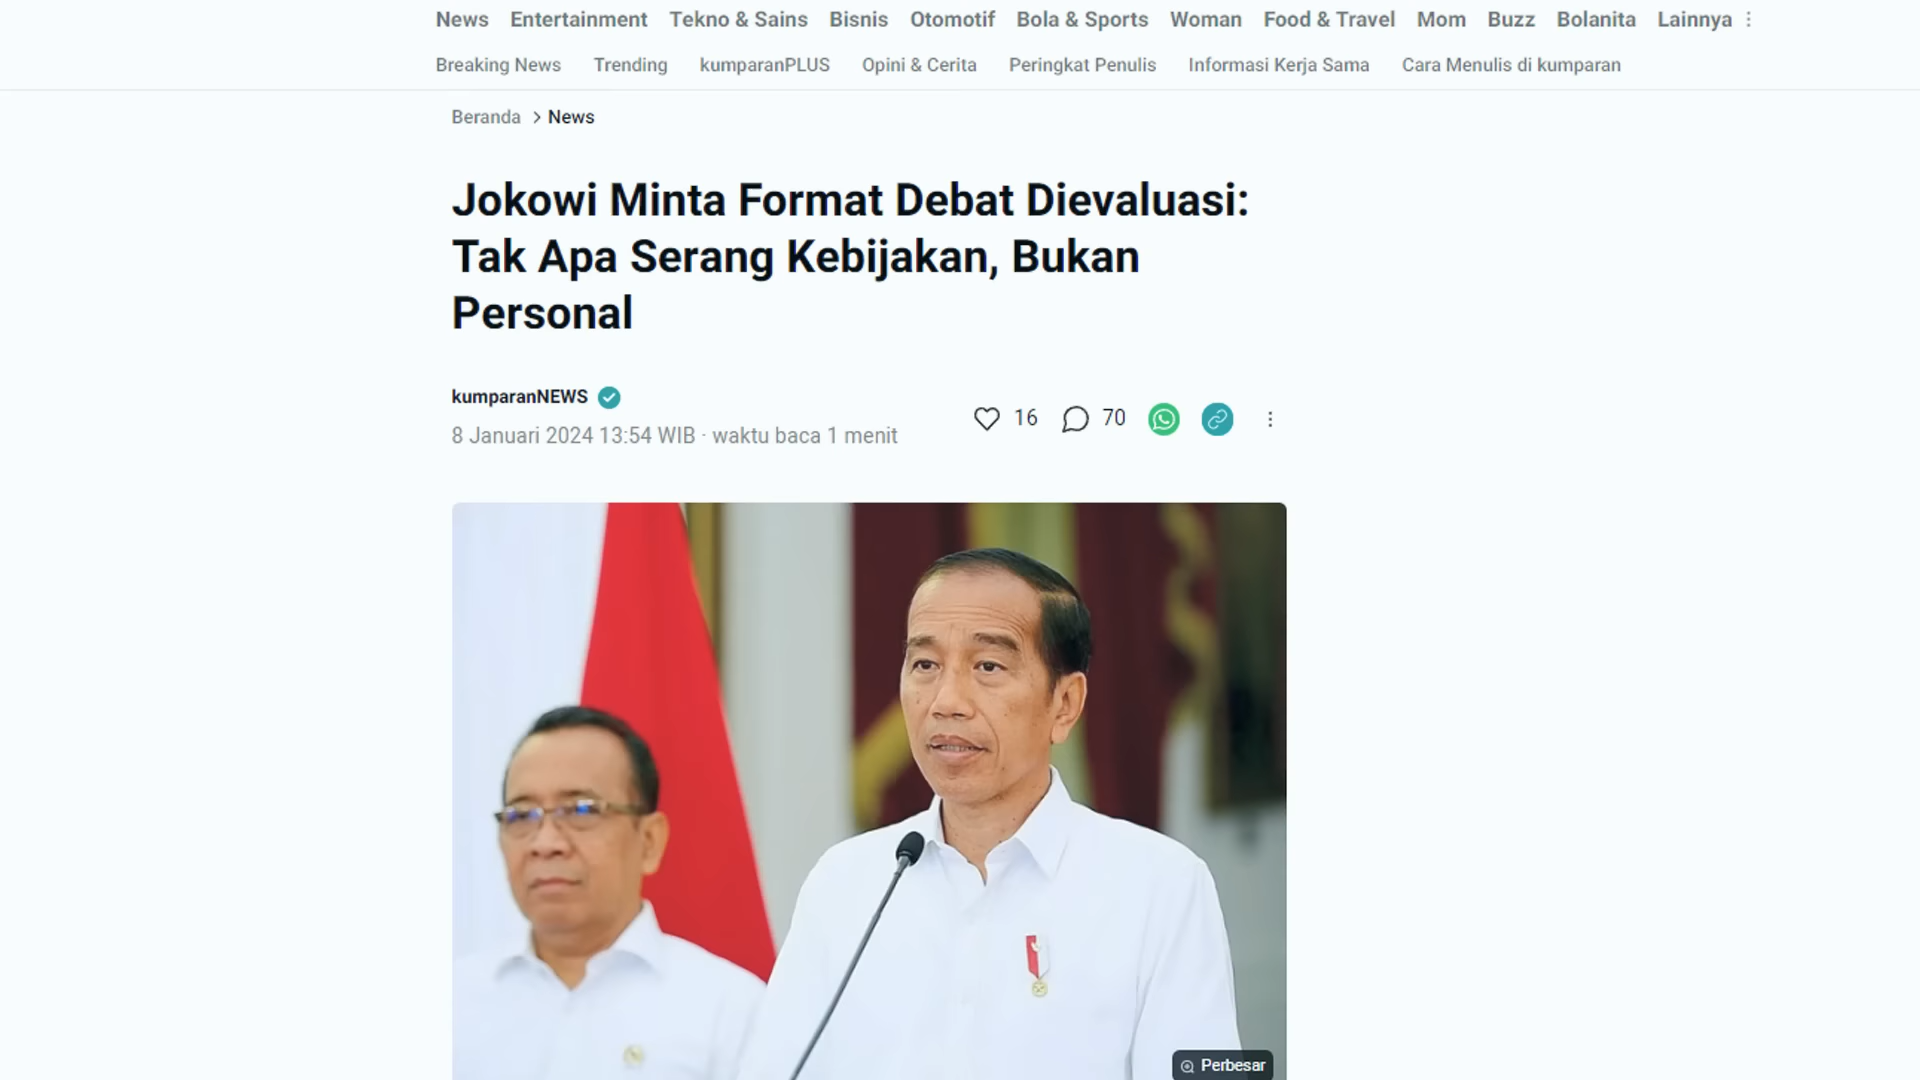 News Entertainment Tekno & Sains Bisnis Otomotif Bola & Sports Woman Food & Travel Mom Buzz Bolanita Lainnya
Breaking News Trending kumparanPLUS Opini & Cerita Peringkat Penulis Informasi Kerja Sama Cara Menulis di kumparan
Beranda > News
Jokowi Minta Format Debat Dievaluasi:
Tak Apa Serang Kebijakan, Bukan
Personal
kumparanNEWS
8 Januari 2024 13:54 WIB · waktu baca 1 menit
16 70
Perbesar